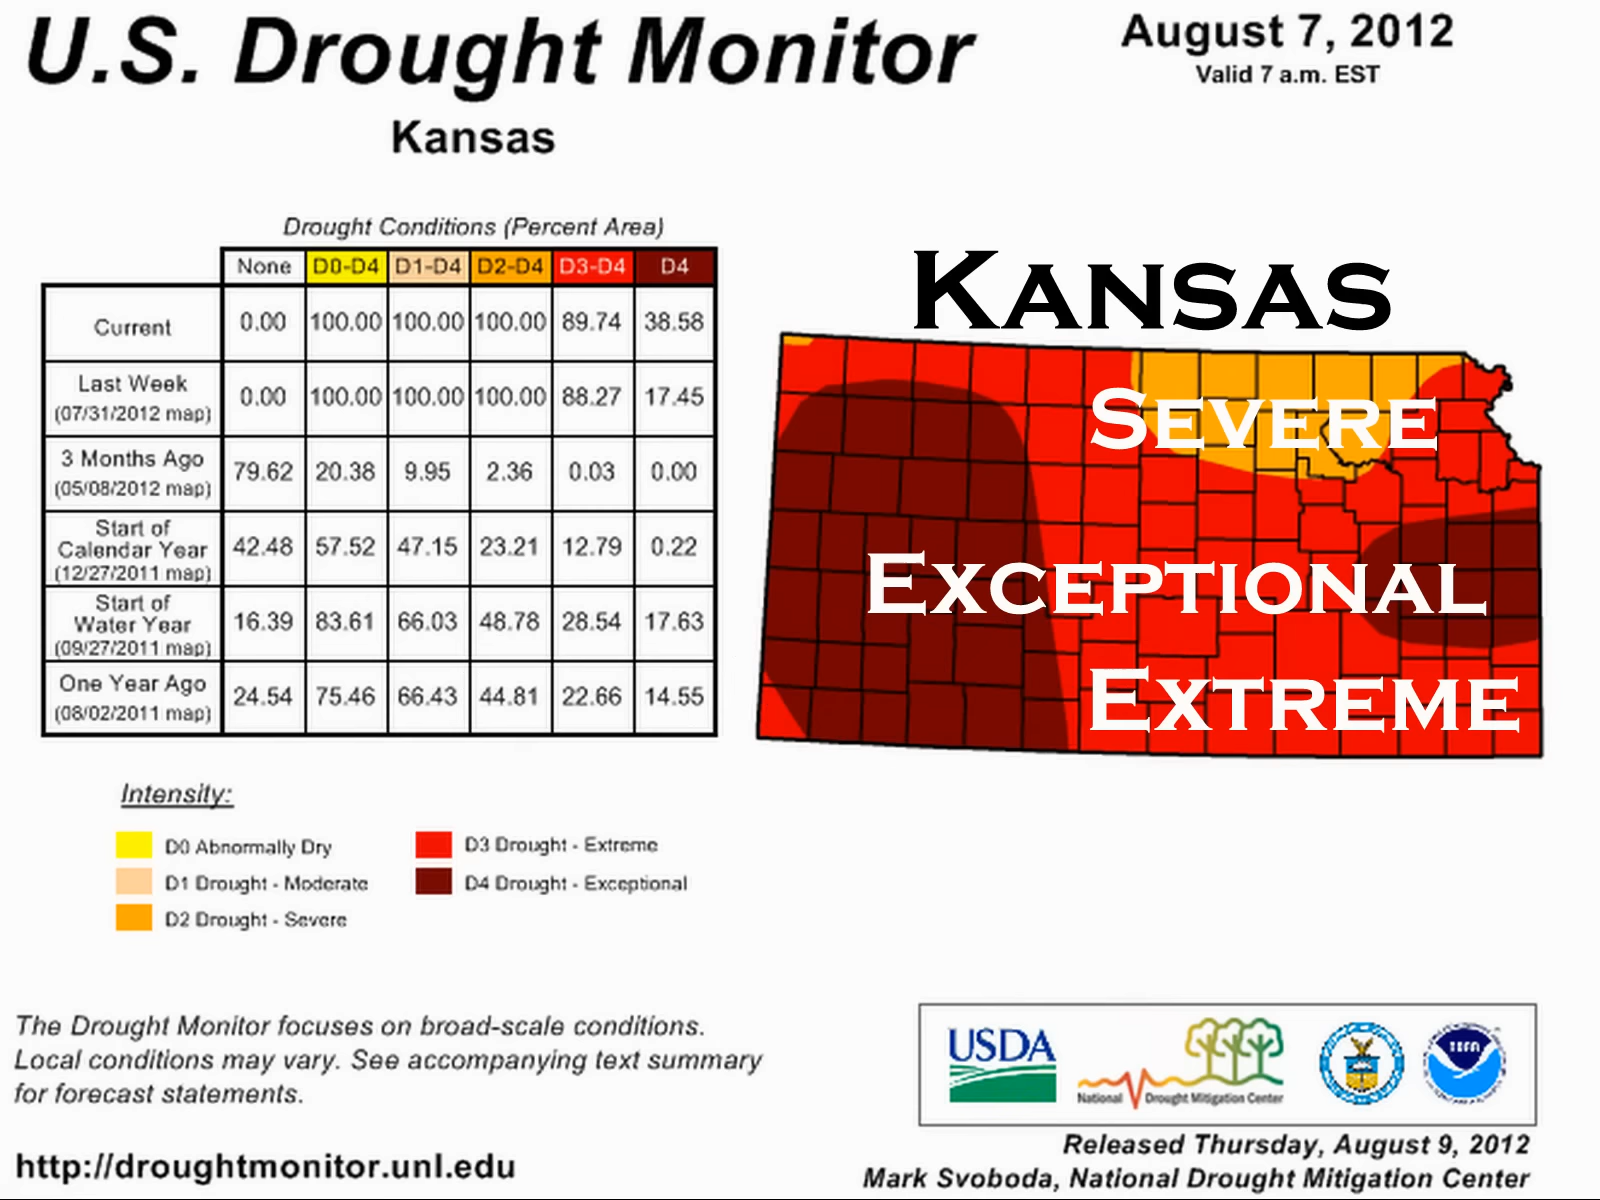 U.S. Drought Monitor
Kansas
August 7, 2012
Valid 7 a.m. EST
Drought Conditions (Percent Area)
None D0-D4 D1-D4 D2-D4 D3-D4 D4
Current 0.00 100.00 100.00 100.00 89.74 38.58
Last Week
(07/31/2012 map) 0.00 100.00 100.00 100.00 88.27 17.45
3 Months Ago
(05/08/2012 map) 79.62 20.38 9.95 2.36 0.03 0.00
Start of
Calendar Year
(12/27/2011 map) 42.48 57.52 47.15 23.21 12.79 0.22
Start of
Water Year
(09/27/2011 map) 16.39 83.61 66.03 48.78 28.54 17.63
One Year Ago
(08/02/2011 map) 24.54 75.46 66.43 44.81 22.66 14.55
KANSAS
SEVERE
EXCEPTIONAL
EXTREME
Intensity:
D0 Abnormally Dry
D1 Drought - Moderate
D2 Drought - Severe
D3 Drought - Extreme
D4 Drought - Exceptional
The Drought Monitor focuses on broad-scale conditions.
Local conditions may vary. See accompanying text summary
for forecast statements.
http://droughtmonitor.unl.edu
USDA
National Drought Mitigation Center
Released Thursday, August 9, 2012
Mark Svoboda, National Drought Mitigation Center